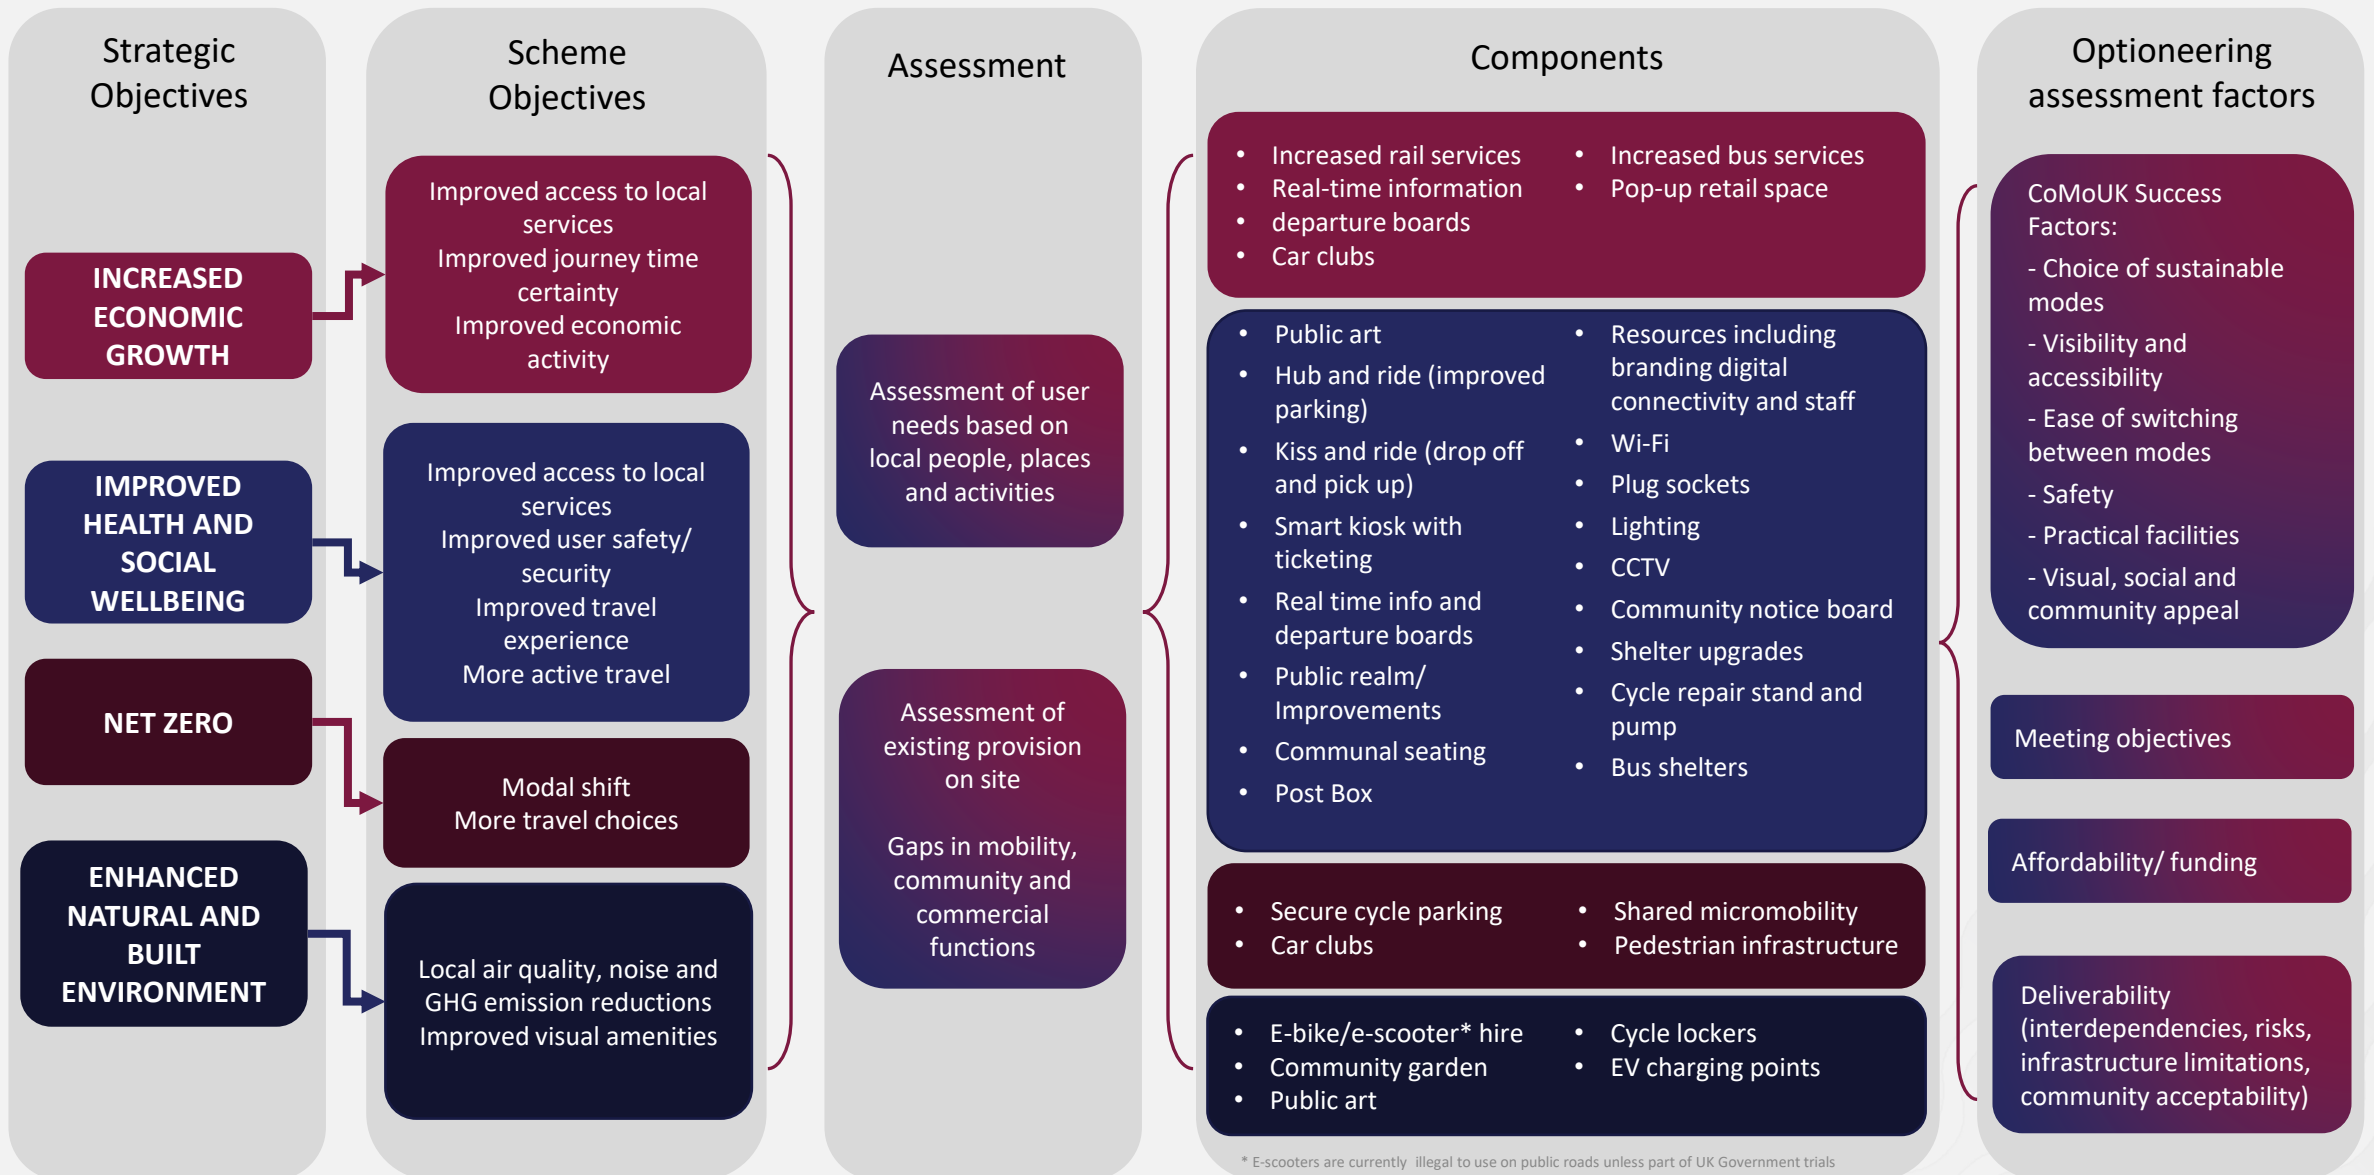 Strategic
Objectives
INCREASED
ECONOMIC
GROWTH
IMPROVED
HEALTH AND
SOCIAL
WELLBEING
NET ZERO
ENHANCED
NATURAL AND
BUILT
ENVIRONMENT
Scheme
Objectives
Improved access to local
services
Improved journey time
certainty
Improved economic
activity
Improved access to local
services
Improved user safety/
security
Improved travel
experience
More active travel
Modal shift
More travel choices
Local air quality, noise and
GHG emission reductions
Improved visual amenities
Assessment
Assessment of user
needs based on
local people, places
and activities
Assessment of
existing provision
on site
Gaps in mobility,
community and
commercial
functions
Components
• Increased rail services
• Real-time information
• departure boards
• Car clubs
• Increased bus services
• Pop-up retail space
• Public art
• Hub and ride (improved
parking)
• Kiss and ride (drop off
and pick up)
• Smart kiosk with
ticketing
• Real time info and
departure boards
• Public realm/
Improvements
• Communal seating
• Post Box
• Resources including
branding digital
connectivity and staff
• Wi-Fi
• Plug sockets
• Lighting
• CCTV
• Community notice board
• Shelter upgrades
• Cycle repair stand and
pump
• Bus shelters
• Secure cycle parking
• Car clubs
• Shared micromobility
• Pedestrian infrastructure
• E-bike/e-scooter* hire
• Community garden
• Public art
• Cycle lockers
• EV charging points
* E-scooters are currently illegal to use on public roads unless part of UK Government trials
Optioneering
assessment factors
CoMoUK Success
Factors:
- Choice of sustainable
modes
- Visibility and
accessibility
- Ease of switching
between modes
- Safety
- Practical facilities
- Visual, social and
community appeal
Meeting objectives
Affordability/ funding
Deliverability
(interdependencies, risks,
infrastructure limitations,
community acceptability)